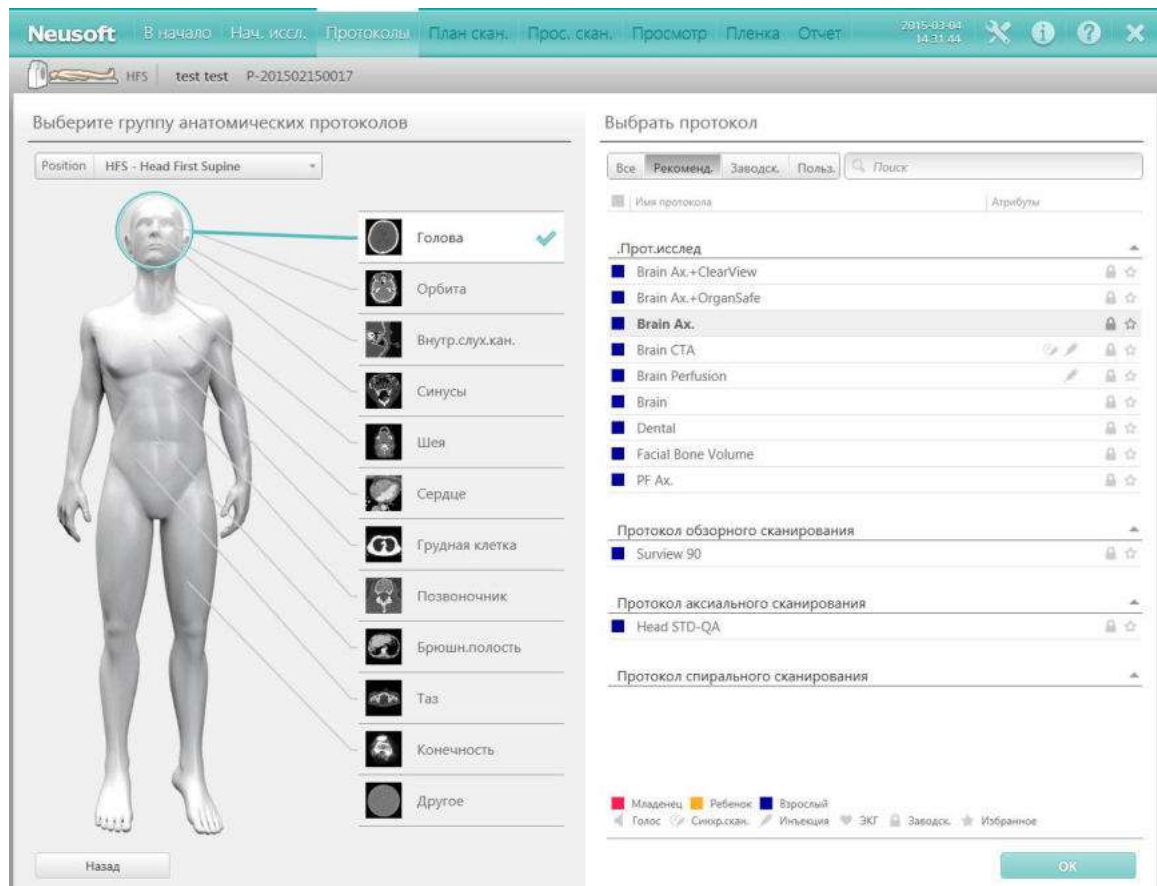 Neusoft В начало Нач. иссл. Протоколы План скан. Прос. скан. Просмотр Пленка Отчет 2015-03-04
14:31:44
HFS test test P-201502150017
Выберите группу анатомических протоколов
Position HFS - Head First Supine
Голова
Орбита
Внутр.слух.кан.
Синусы
Шея
Сердце
Грудная клетка
Позвоночник
Брюшн.полость
Таз
Конечность
Другое
Назад
Выбрать протокол
Все Рекоменд. Заводск. Польз. Поиск
Имя протокола Атрибуты
.Прот.исслед
Brain Ax.+ClearView
Brain Ax.+OrganSafe
Brain Ax.
Brain CTA
Brain Perfusion
Brain
Dental
Facial Bone Volume
PF Ax.
Протокол обзорного сканирования
Surview 90
Протокол аксиального сканирования
Head STD-QA
Протокол спирального сканирования
Младенец Ребенок Взрослый
Голос Синхр.скан. Инъекция ЭКГ Заводск. Избранное
OK